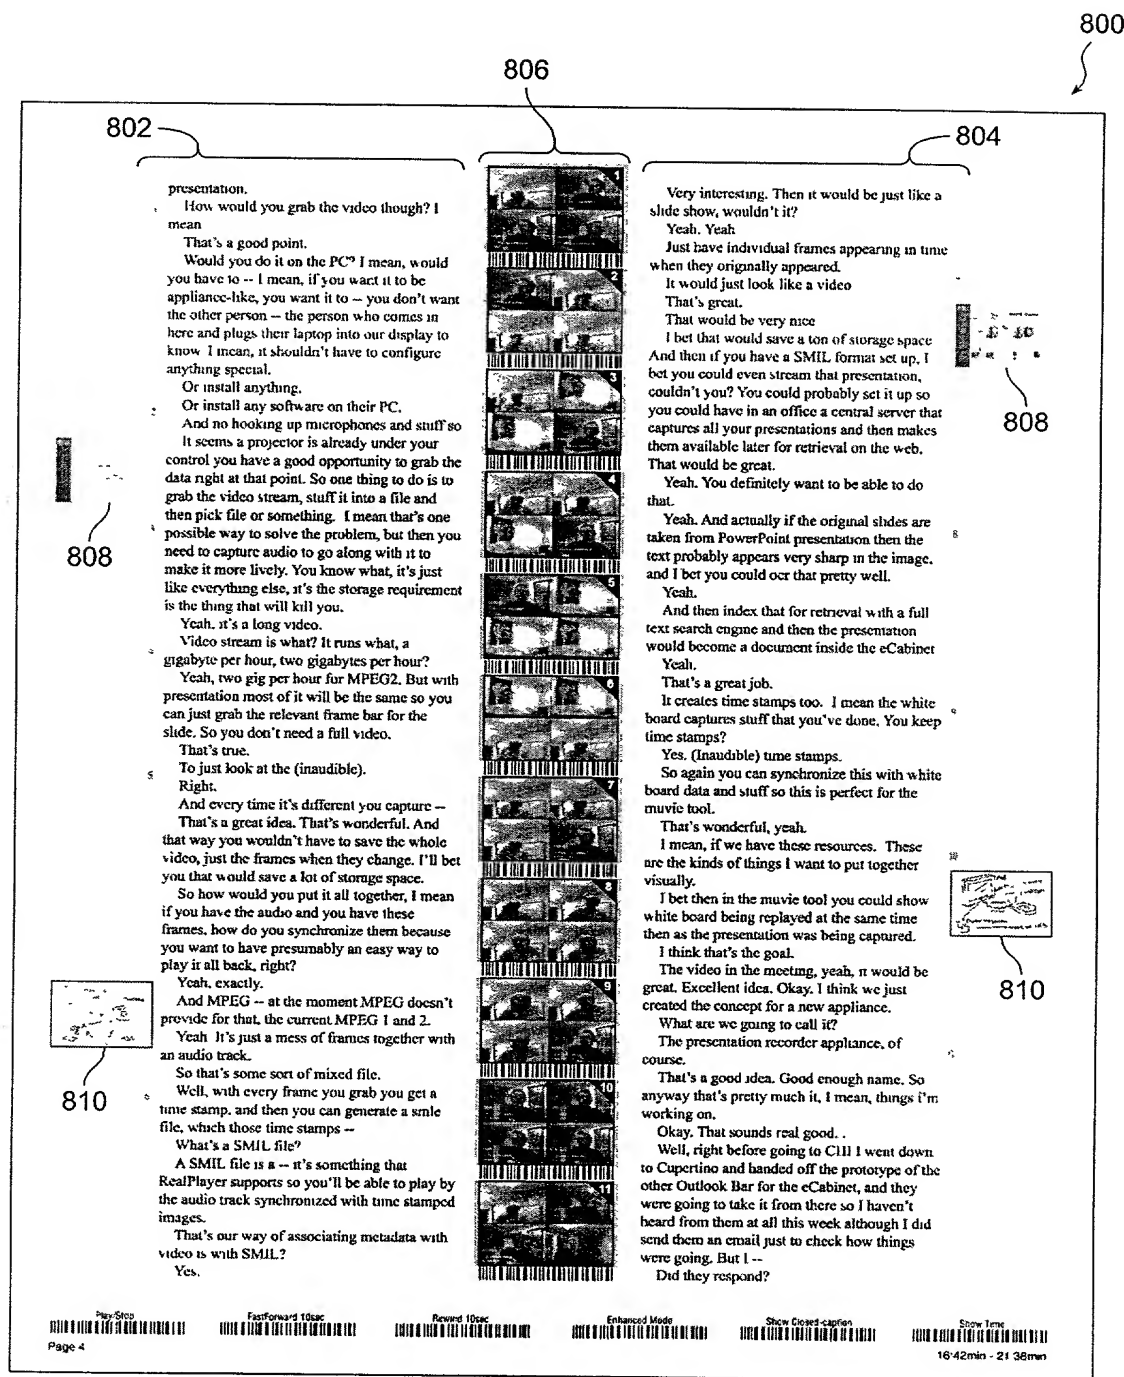 800
806
802
804
presentation.
How would you grab the video though? I
mean
That's a good point.
Would you do it on the PC? I mean, would
you have to -- I mean, if you want it to be
appliance-like, you want it to -- you don't want
the other person -- the person who comes in
here and plugs their laptop into our display to
know I mean, it shouldn't have to configure
anything special.
Or install anything.
Or install any software on their PC.
And no hooking up microphones and stuff so
It seems a projector is already under your
control you have a good opportunity to grab the
data right at that point. So one thing to do is to
grab the video stream, stuff it into a file and
then pick file or something. I mean that's one
possible way to solve the problem, but then you
need to capture audio to go along with it to
make it more lively. You know what, it's just
like everything else, it's the storage requirement
is the thing that will kill you.
Yeah. it's a long video.
Video stream is what? It runs what, a
gigabyte per hour, two gigabytes per hour?
Yeah, two gig per hour for MPEG2. But with
presentation most of it will be the same so you
can just grab the relevant frame bar for the
slide. So you don't need a full video.
That's true.
To just look at the (inaudible).
Right.
And every time it's different you capture --
That's a great idea. That's wonderful. And
that way you wouldn't have to save the whole
video, just the frames when they change. I'll bet
you that would save a lot of storage space.
So how would you put it all together, I mean
if you have the audio and you have these
frames. how do you synchronize them because
you want to have presumably an easy way to
play it all back, right?
Yeah, exactly.
And MPEG -- at the moment MPEG doesn't
provide for that, the current MPEG 1 and 2.
Yeah It's just a mess of frames together with
an audio track.
So that's some sort of mixed file.
Well, with every frame you grab you get a
time stamp. and then you can generate a smle
file, which those time stamps --
What's a SMIL file?
A SMIL file is a -- it's something that
RealPlayer supports so you'll be able to play by
the audio track synchronized with time stamped
images.
That's our way of associating metadata with
video is with SMIL?
Yes.
808
810
1
2
3
4
5
6
7
8
9
10
11
Very interesting. Then it would be just like a
slide show, wouldn't it?
Yeah. Yeah
Just have individual frames appearing in time
when they originally appeared.
It would just look like a video
That's great.
That would be very nice
I bet that would save a ton of storage space
And then if you have a SMIL format set up, I
bet you could even stream that presentation,
couldn't you? You could probably set it up so
you could have in an office a central server that
captures all your presentations and then makes
them available later for retrieval on the web.
That would be great.
Yeah. You definitely want to be able to do
that.
Yeah. And actually if the original slides are
taken from PowerPoint presentation then the
text probably appears very sharp in the image.
and I bet you could ocr that pretty well.
Yeah.
And then index that for retrieval with a full
text search engine and then the presentation
would become a document inside the eCabinet
Yeah.
That's a great job.
It creates time stamps too. I mean the white
board captures stuff that you've done. You keep
time stamps?
Yes. (Inaudible) time stamps.
So again you can synchronize this with white
board data and stuff so this is perfect for the
muvie tool.
That's wonderful, yeah.
I mean, if we have these resources. These
are the kinds of things I want to put together
visually.
I bet then in the muvie tool you could show
white board being replayed at the same time
then as the presentation was being captured.
I think that's the goal.
The video in the meeting, yeah, it would be
great. Excellent idea. Okay. I think we just
created the concept for a new appliance.
What are we going to call it?
The presentation recorder appliance, of
course.
That's a good idea. Good enough name. So
anyway that's pretty much it, I mean, things i'm
working on.
Okay. That sounds real good. .
Well, right before going to I went down
to Cupertino and handed off the prototype of the
other Outlook Bar for the eCabinet, and they
were going to take it from there so I haven't
heard from them at all this week although I did
send them an email just to check how things
were going. But I --
Did they respond?
808
810
Play/Stop
FastForward 10sec
Rewind 10sec
Enhanced Mode
Show Closed-caption
Show Time
Page 4
16:42min - 21 38min